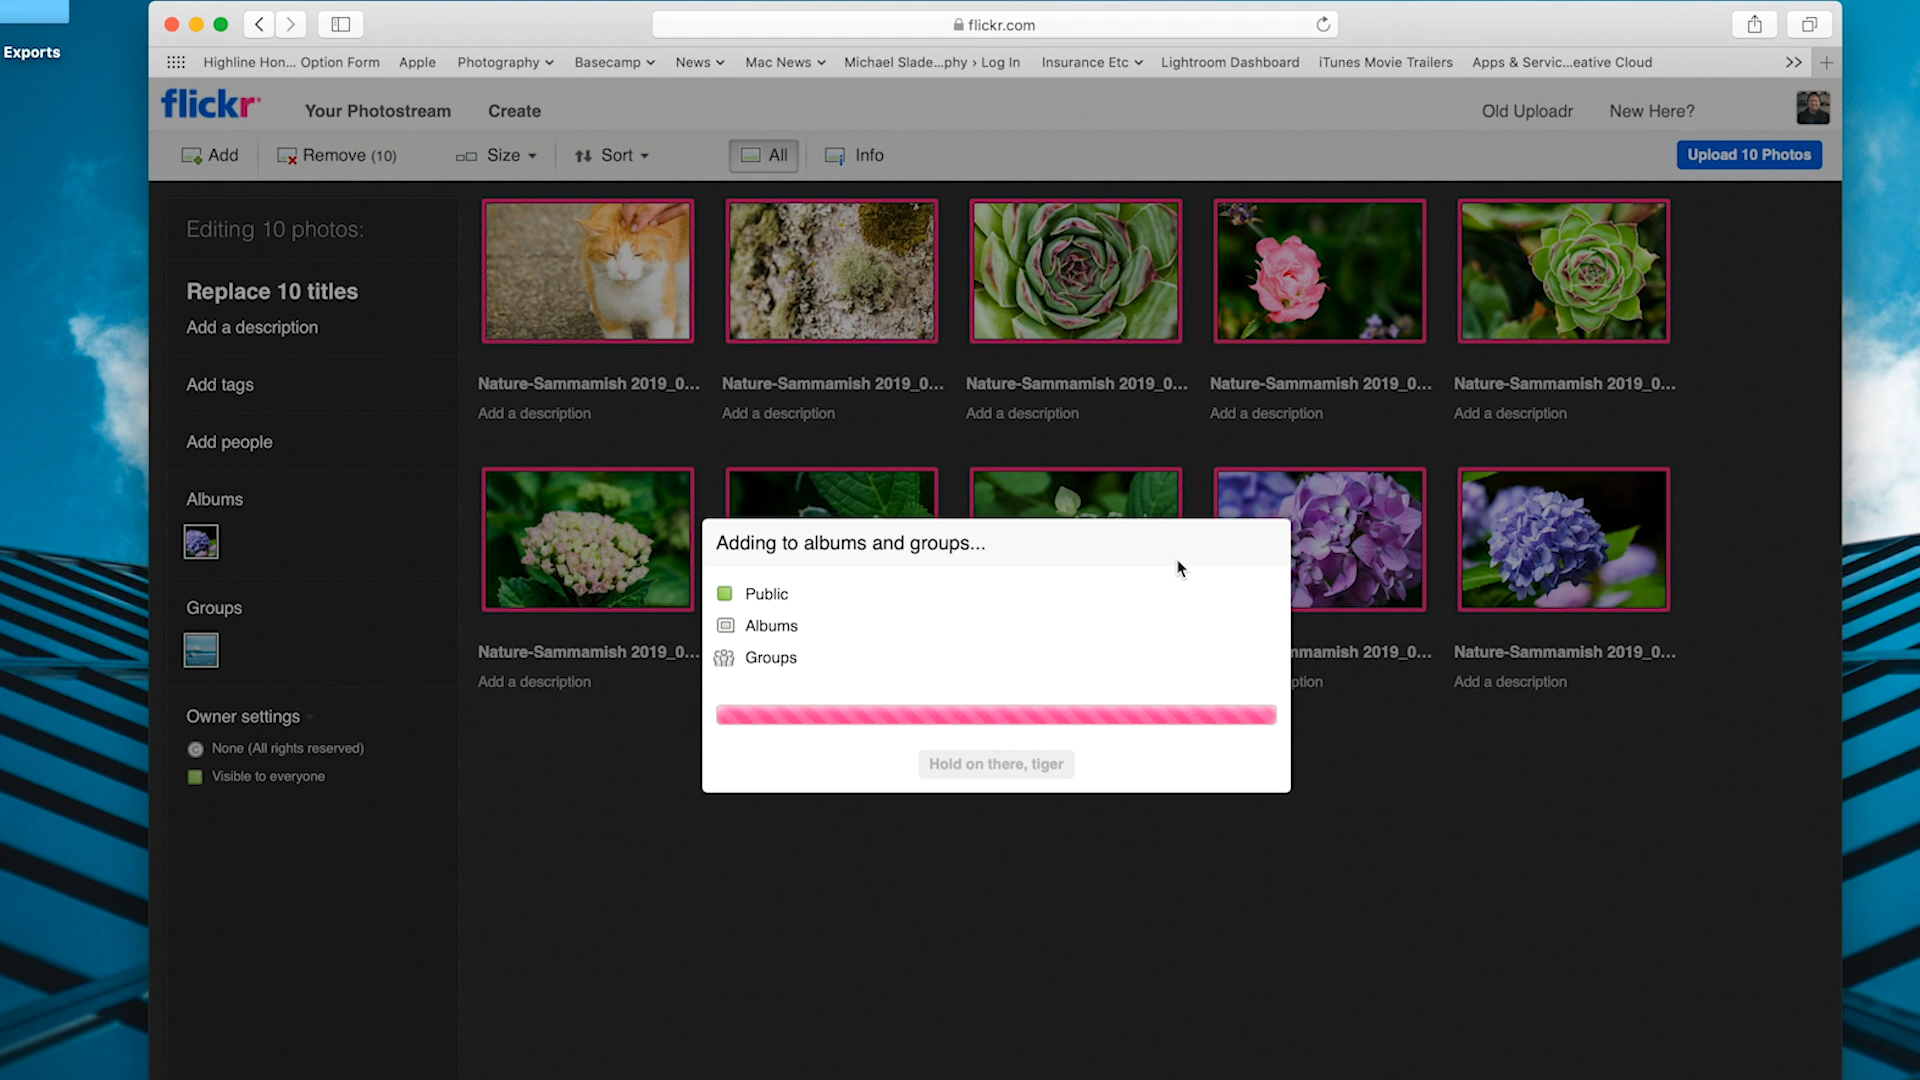 Exports
flickr.com
Highline Hon... Option Form Apple Photography Basecamp News Mac News Michael Slade...phy › Log In Insurance Etc Lightroom Dashboard iTunes Movie Trailers Apps & Servic...eative Cloud
flickr Your Photostream Create Old Uploadr New Here?
Add Remove (10) Size Sort All Info Upload 10 Photos
Editing 10 photos:
Replace 10 titles
Add a description
Add tags
Add people
Albums
Groups
Owner settings
None (All rights reserved)
Visible to everyone
Nature-Sammamish 2019_0... Nature-Sammamish 2019_0... Nature-Sammamish 2019_0... Nature-Sammamish 2019_0... Nature-Sammamish 2019_0...
Add a description Add a description Add a description Add a description Add a description
Nature-Sammamish 2019_0... mmamish 2019_0... Nature-Sammamish 2019_0...
Add a description ption Add a description
Adding to albums and groups...
Public
Albums
Groups
Hold on there, tiger